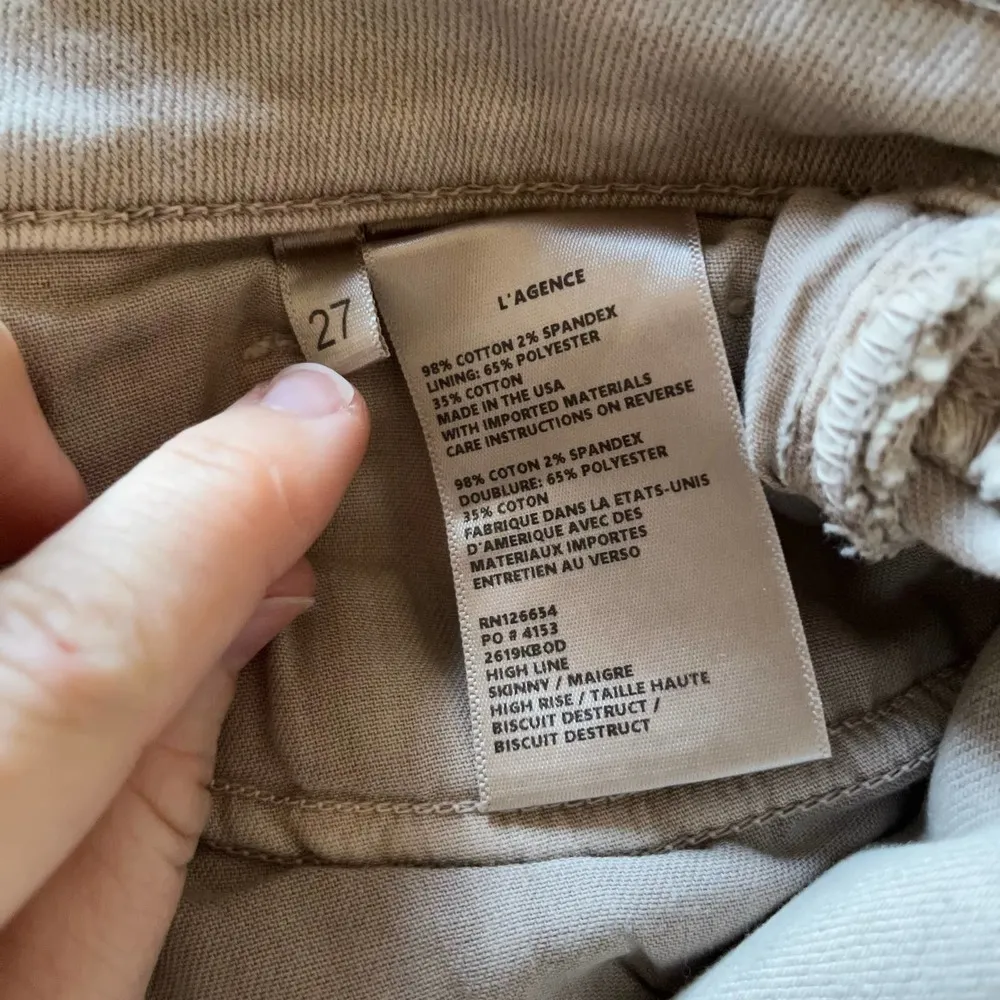 27
L'AGENCE
98% COTTON 2% SPANDEX
LINING: 65% POLYESTER
35% COTTON
MADE IN THE USA
WITH IMPORTED MATERIALS
CARE INSTRUCTIONS ON REVERSE
98% COTON 2% SPANDEX
DOUBLURE: 65% POLYESTER
35% COTON
FABRIQUE DANS LA ETATS-UNIS
D'AMERIQUE AVEC DES
MATERIAUX IMPORTES
ENTRETIEN AU VERSO
RN126654
PO # 4153
2619KBOD
HIGH LINE
SKINNY / MAIGRE
HIGH RISE / TAILLE HAUTE
BISCUIT DESTRUCT /
BISCUIT DESTRUCT